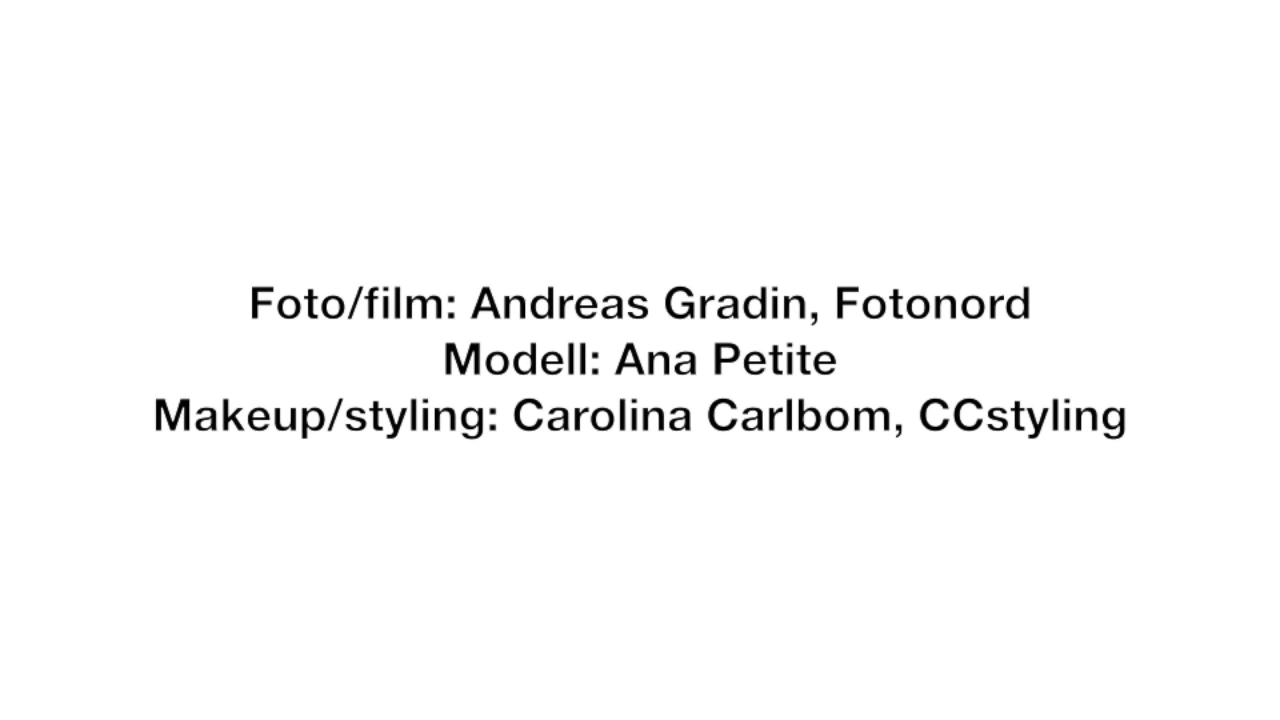 Foto/film: Andreas Gradin, Fotonord
Modell: Ana Petite
Makeup/styling: Carolina Carlbom, CCstyling